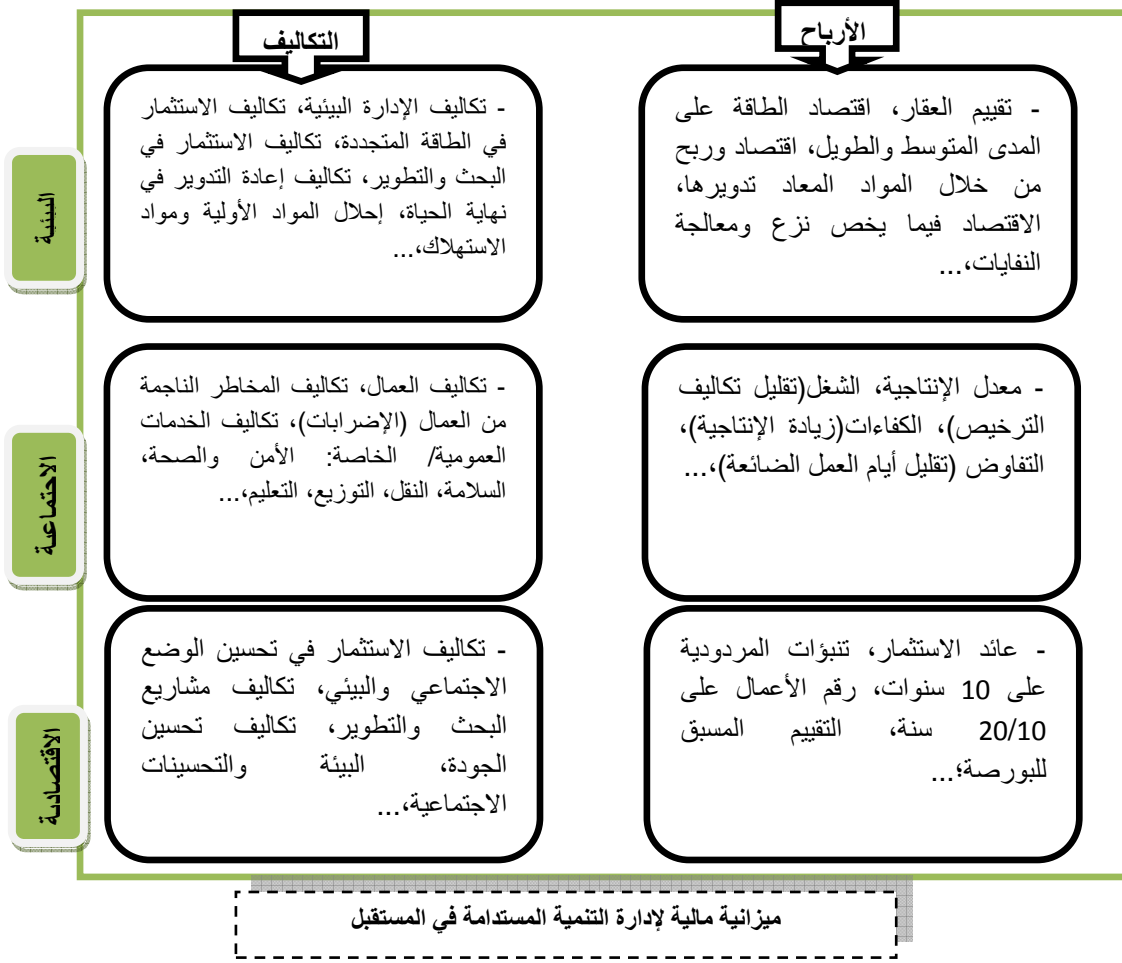 الأرباح
التكاليف
البيئية
- تقييم العقار، اقتصاد الطاقة على
المدى المتوسط والطويل، اقتصاد وربح
من خلال المواد المعاد تدويرها،
الاقتصاد فيما يخص نزع ومعالجة
النفايات،...
- تكاليف الإدارة البيئية، تكاليف الاستثمار
في الطاقة المتجددة، تكاليف الاستثمار في
البحث والتطوير، تكاليف إعادة التدوير في
نهاية الحياة، إحلال المواد الأولية ومواد
الاستهلاك،...
الاجتماعية
- معدل الإنتاجية، الشغل(تقليل تكاليف
الترخيص)، الكفاءات(زيادة الإنتاجية)،
التفاوض (تقليل أيام العمل الضائعة)،...
- تكاليف العمال، تكاليف المخاطر الناجمة
من العمال (الإضرابات)، تكاليف الخدمات
العمومية/ الخاصة: الأمن والصحة،
السلامة، النقل، التوزيع، التعليم،...
الاقتصادية
- عائد الاستثمار، تنبؤات المردودية
على 10 سنوات، رقم الأعمال على
20/10 سنة، التقييم المسبق
للبورصة؛...
- تكاليف الاستثمار في تحسين الوضع
الاجتماعي والبيئي، تكاليف مشاريع
البحث والتطوير، تكاليف تحسين
الجودة، البيئة والتحسينات
الاجتماعية،...
ميزانية مالية لإدارة التنمية المستدامة في المستقبل